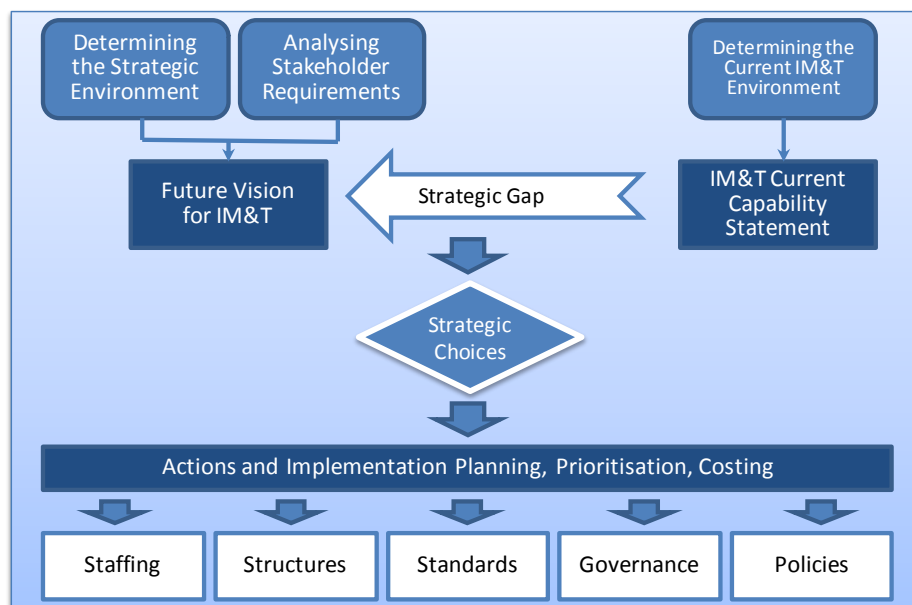 Determining
the Strategic
Environment
Analysing
Stakeholder
Requirements
Determining the
Current IM&T
Environment
Future Vision
for IM&T
Strategic Gap
IM&T Current
Capability
Statement
Strategic
Choices
Actions and Implementation Planning, Prioritisation, Costing
Staffing
Structures
Standards
Governance
Policies